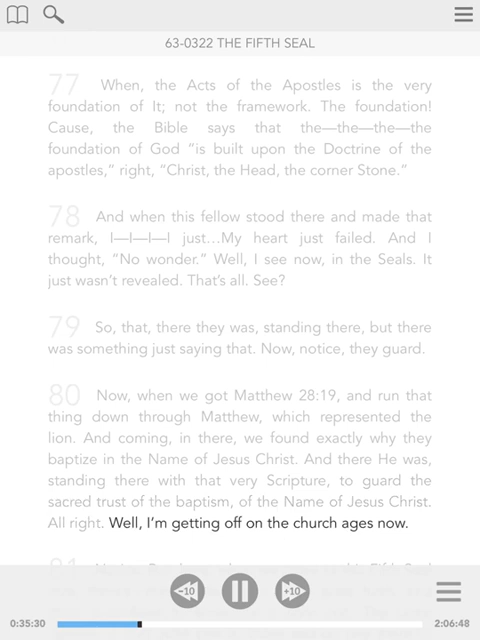 63-0322 THE FIFTH SEAL
77 When, the Acts of the Apostles is the very
foundation of It; not the framework. The foundation!
Cause, the Bible says that the—the—the—the
foundation of God “is built upon the Doctrine of the
apostles,” right, “Christ, the Head, the corner Stone.”
78 And when this fellow stood there and made that
remark, I—I—I—I just…My heart just failed. And I
thought, “No wonder.” Well, I see now, in the Seals. It
just wasn’t revealed. That’s all. See?
79 So, that, there they was, standing there, but there
was something just saying that. Now, notice, they guard.
80 Now, when we got Matthew 28:19, and run that
thing down through Matthew, which represented the
lion. And coming, in there, we found exactly why they
baptize in the Name of Jesus Christ. And there He was,
standing there with that very Scripture, to guard the
sacred trust of the baptism, of the Name of Jesus Christ.
All right. Well, I’m getting off on the church ages now.
81
-10 +10
0:35:30 2:06:48